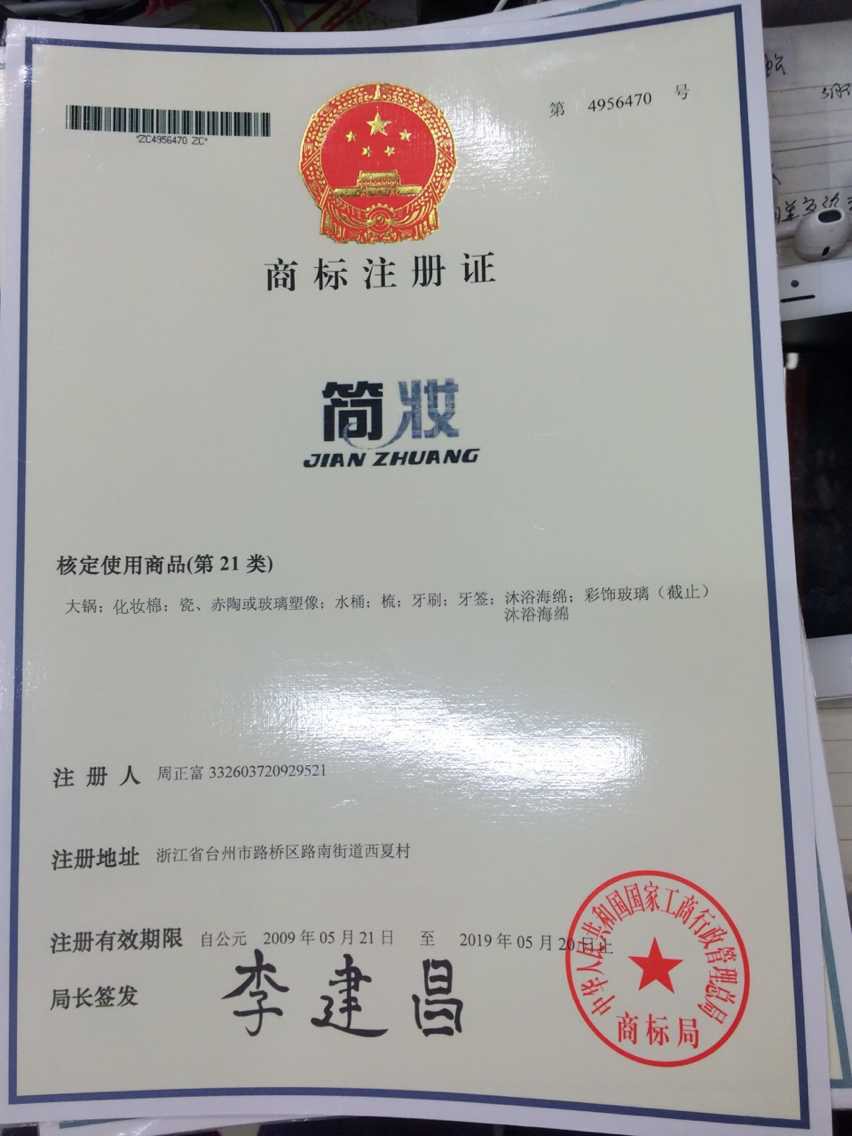 *ZC4956470 ZC*
第 4956470 号
商标注册证
简妆
JIAN ZHUANG
核定使用商品(第 21 类)
大锅；化妆棉；瓷、赤陶或玻璃塑像；水桶；梳；牙刷；牙签；沐浴海绵；彩饰玻璃（截止）
沐浴海绵
注册人 周正富 332603720929521
注册地址 浙江省台州市路桥区路南街道西夏村
注册有效期限 自公元 2009 年 05 月 21 日 至 2019 年 05 月 20 日止
局长签发 李建昌
中华人民共和国国家工商行政管理总局
商标局